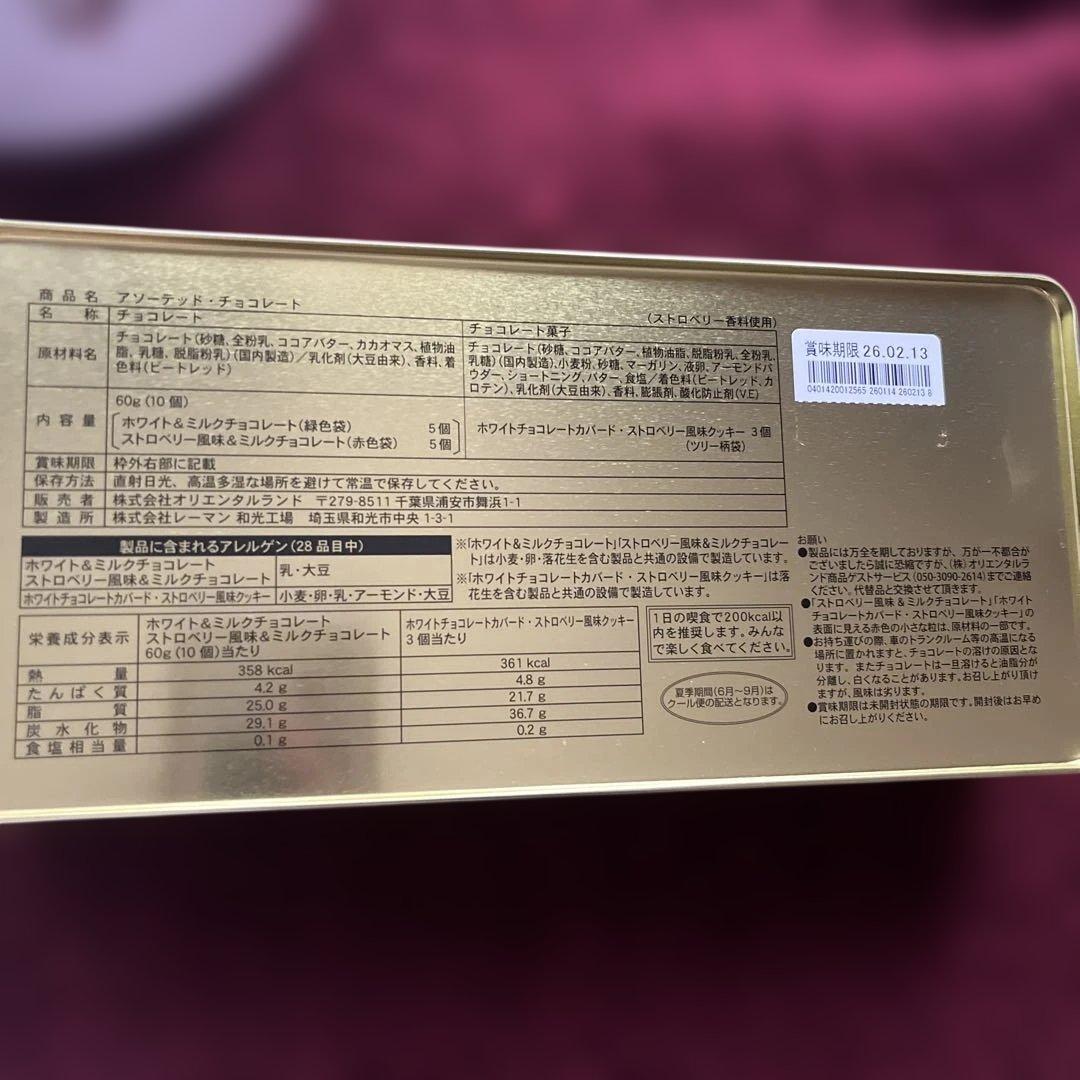 商品名 アソーテッド・チョコレート
名称 チョコレート
チョコレート菓子 (ストロベリー香料使用)
原材料名
チョコレート(砂糖、全粉乳、ココアバター、カカオマス、植物油
脂、乳糖、脱脂粉乳)(国内製造)/乳化剤(大豆由来)、香料、着
色料(ビートレッド)
チョコレート(砂糖、ココアバター、植物油脂、脱脂粉乳、全粉乳、
乳糖)(国内製造)、小麦粉、砂糖、マーガリン、液卵、アーモンドパ
ウダー、ショートニング、バター、食塩/着色料(ビートレッド、カ
ロテン)、乳化剤(大豆由来)、香料、膨脹剤、酸化防止剤(V.E)
内容量
60g(10個)
ホワイト&ミルクチョコレート(緑色袋) 5個
ストロベリー風味&ミルクチョコレート(赤色袋) 5個
ホワイトチョコレートカバード・ストロベリー風味クッキー 3個
(ツリー柄袋)
賞味期限 枠外右部に記載
保存方法 直射日光、高温多湿な場所を避けて常温で保存してください。
販売者 株式会社オリエンタルランド 〒279-8511 千葉県浦安市舞浜1-1
製造所 株式会社レーマン 和光工場 埼玉県和光市中央 1-3-1
賞味期限 26.02.13
0401420012565 260114 260213 8
製品に含まれるアレルゲン(28品目中)
ホワイト&ミルクチョコレート
ストロベリー風味&ミルクチョコレート
乳・大豆
ホワイトチョコレートカバード・ストロベリー風味クッキー 小麦・卵・乳・アーモンド・大豆
※「ホワイト&ミルクチョコレート」「ストロベリー風味&ミルクチョコレー
ト」は小麦・卵・落花生を含む製品と共通の設備で製造しています。
※「ホワイトチョコレートカバード・ストロベリー風味クッキー」は落
花生を含む製品と共通の設備で製造しています。
栄養成分表示
ホワイト&ミルクチョコレート
ストロベリー風味&ミルクチョコレート
60g(10個)当たり
ホワイトチョコレートカバード・ストロベリー風味クッキー
3個当たり
熱量 358 kcal 361 kcal
たんぱく質 4.2 g 4.8 g
脂質 25.0 g 21.7 g
炭水化物 29.1 g 36.7 g
食塩相当量 0.1 g 0.2 g
1日の喫食で200kcal以
内を推奨します。みんな
で楽しく食べてください。
夏季期間(6月〜9月)は
クール便の配送となります。
お願い
●製品には万全を期しておりますが、万が一不都合が
ございましたら誠に恐縮ですが、(株)オリエンタルラ
ンド商品ゲストサービス(050-3090-2614)までご連絡
ください。代替品と交換させて頂きます。
●「ストロベリー風味&ミルクチョコレート」「ホワイト
チョコレートカバード・ストロベリー風味クッキー」の
表面に見える赤色の小さな粒は、原材料の一部です。
●お持ち運びの際、車のトランクルーム等の高温になる
場所に置かれますと、チョコレートの溶けの原因とな
ります。またチョコレートは一旦溶けると油脂分が
分離し、白くなることがあります。お召し上がり頂け
ますが、風味は劣ります。
●賞味期限は未開封状態の期限です。開封後はお早め
にお召し上がりください。